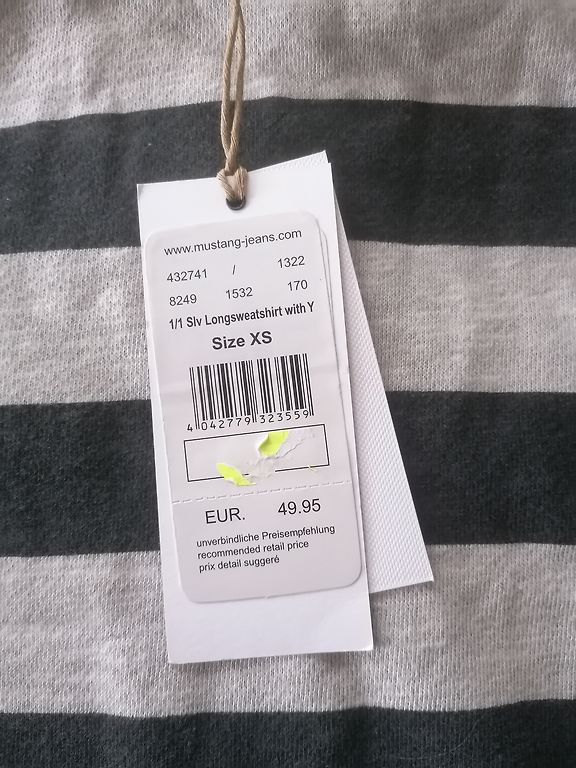 www.mustang-jeans.com
432741 / 1322
8249 1532 170
1/1 Slv Longsweatshirt with Y
Size XS
4 042779 323559
EUR. 49.95
unverbindliche Preisempfehlung
recommended retail price
prix detail suggeré